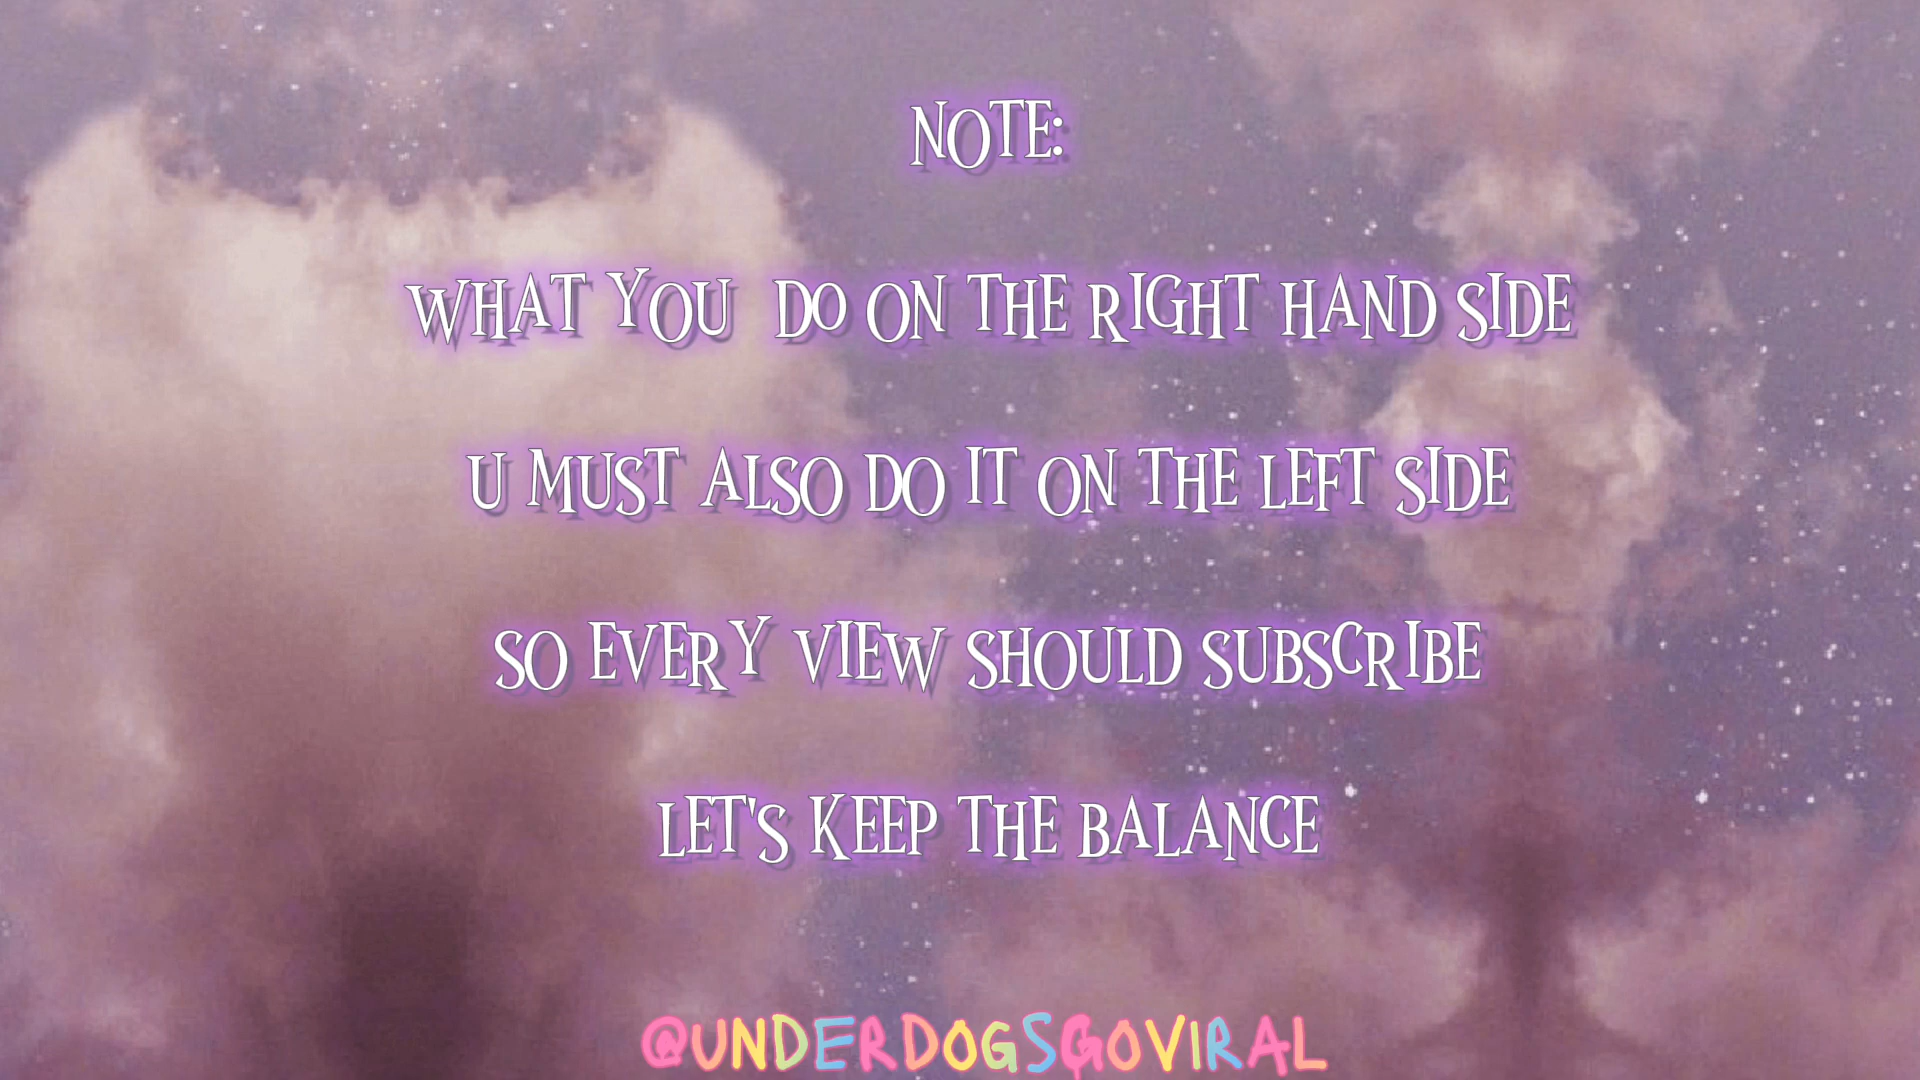 NOTE:
WHAT YOU DO ON THE RIGHT HAND SIDE
U MUST ALSO DO IT ON THE LEFT SIDE
SO EVERY VIEW SHOULD SUBSCRIBE
LET'S KEEP THE BALANCE
@UNDERDOGSGOVIRAL